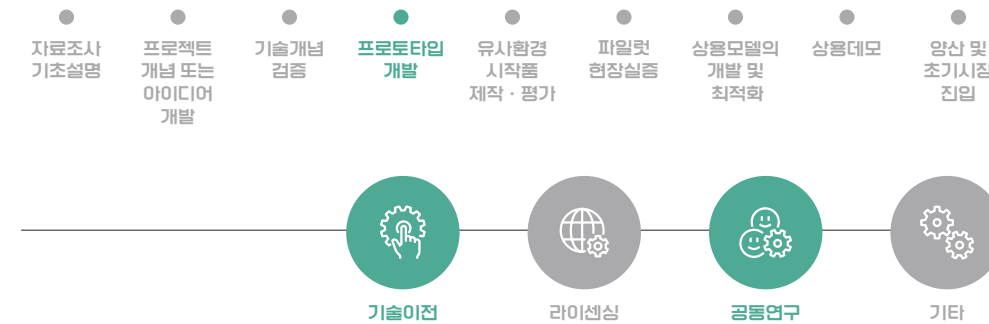 자료조사
기초설명
프로젝트
개념 또는
아이디어
개발
기술개념
검증
프로토타입
개발
유사환경
시작품
제작 · 평가
파일럿
현장실증
상용모델의
개발 및
최적화
상용데모
양산 및
초기시장
진입
기술이전
라이센싱
공동연구
기타